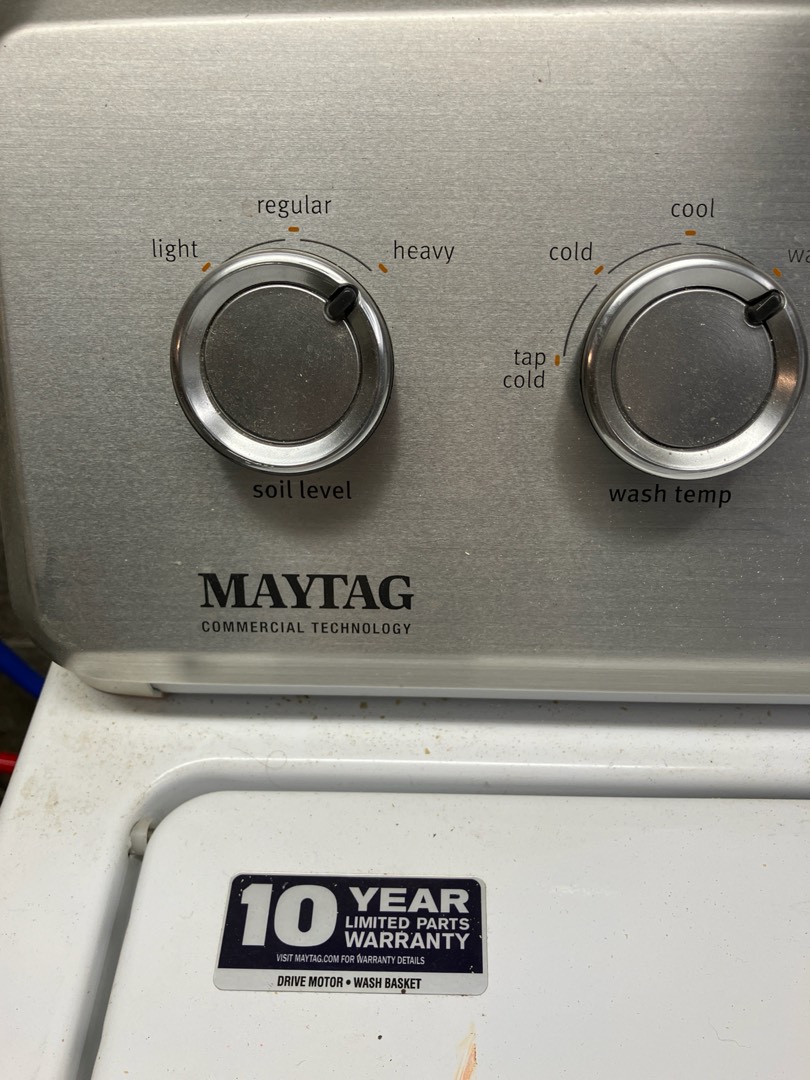 regular
light
heavy
soil level
cool
cold
tap
cold
wash temp
MAYTAG
COMMERCIAL TECHNOLOGY
10 YEAR
LIMITED PARTS
WARRANTY
VISIT MAYTAG.COM FOR WARRANTY DETAILS
DRIVE MOTOR • WASH BASKET